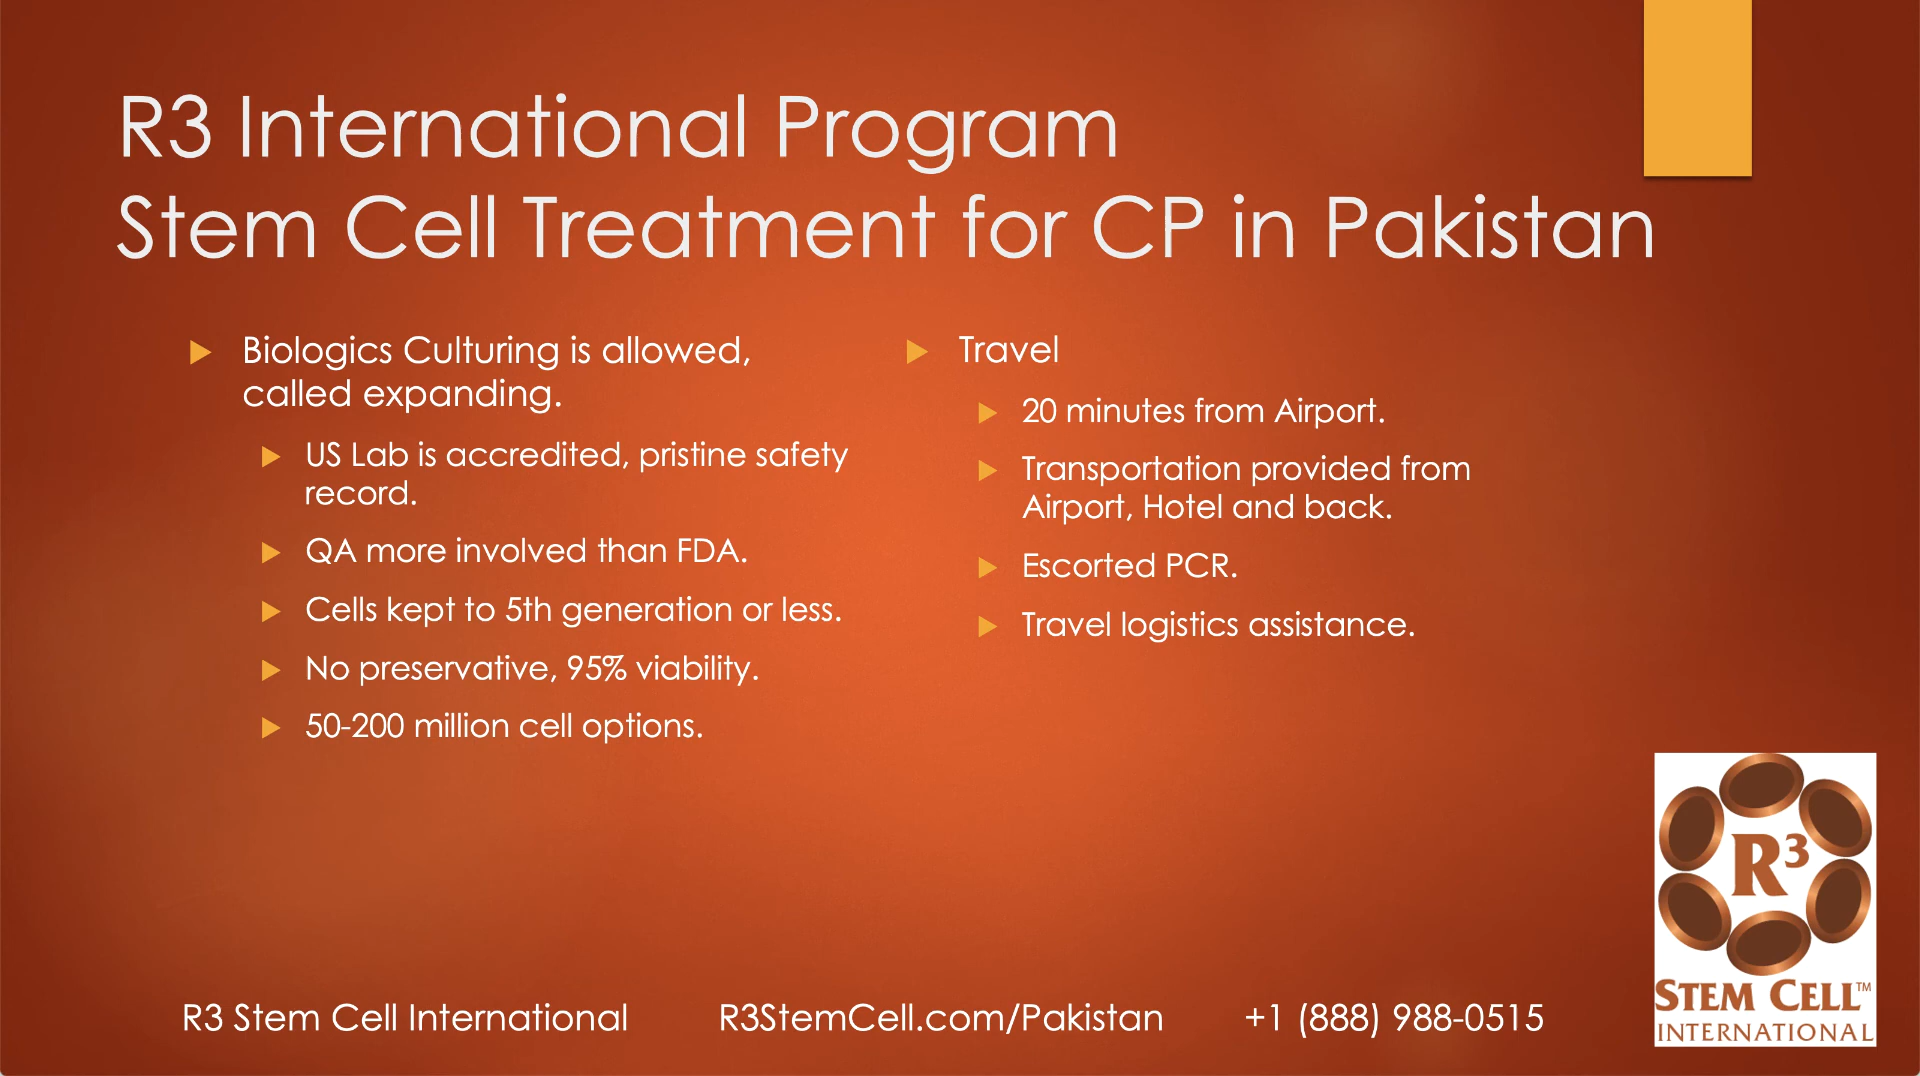 R3 International Program
Stem Cell Treatment for CP in Pakistan
Biologics Culturing is allowed,
called expanding.
US Lab is accredited, pristine safety
record.
QA more involved than FDA.
Cells kept to 5th generation or less.
No preservative, 95% viability.
50-200 million cell options.
Travel
20 minutes from Airport.
Transportation provided from
Airport, Hotel and back.
Escorted PCR.
Travel logistics assistance.
R3 Stem Cell International
R3StemCell.com/Pakistan
+1 (888) 988-0515
R³
STEM CELL™
INTERNATIONAL